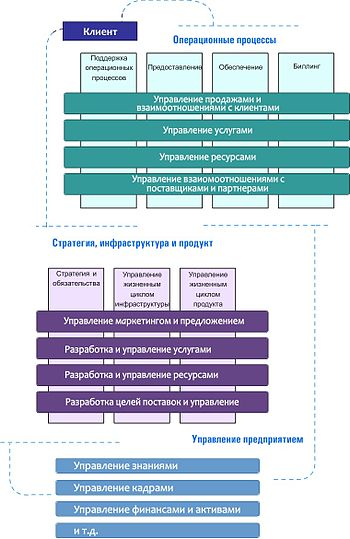 Клиент
Операционные процессы
Поддержка
операционных
процессов
Предоставление
Обеспечение
Биллинг
Управление продажами и
взаимоотношениями с клиентами
Управление услугами
Управление ресурсами
Управление взаиомоотношениями с
поставщиками и партнерами
Стратегия, инфраструктура и продукт
Стратегия и
обязательства
Управление
жизненным
циклом
инфраструктуры
Управление
жизненным
циклом
продукта
Управление маркетингом и предложением
Разработка и управление услугами
Разработка и управление ресурсами
Разработка целей поставок и управление
Управление предприятием
Управление знаниями
Управление кадрами
Управление финансами и активами
и т.д.